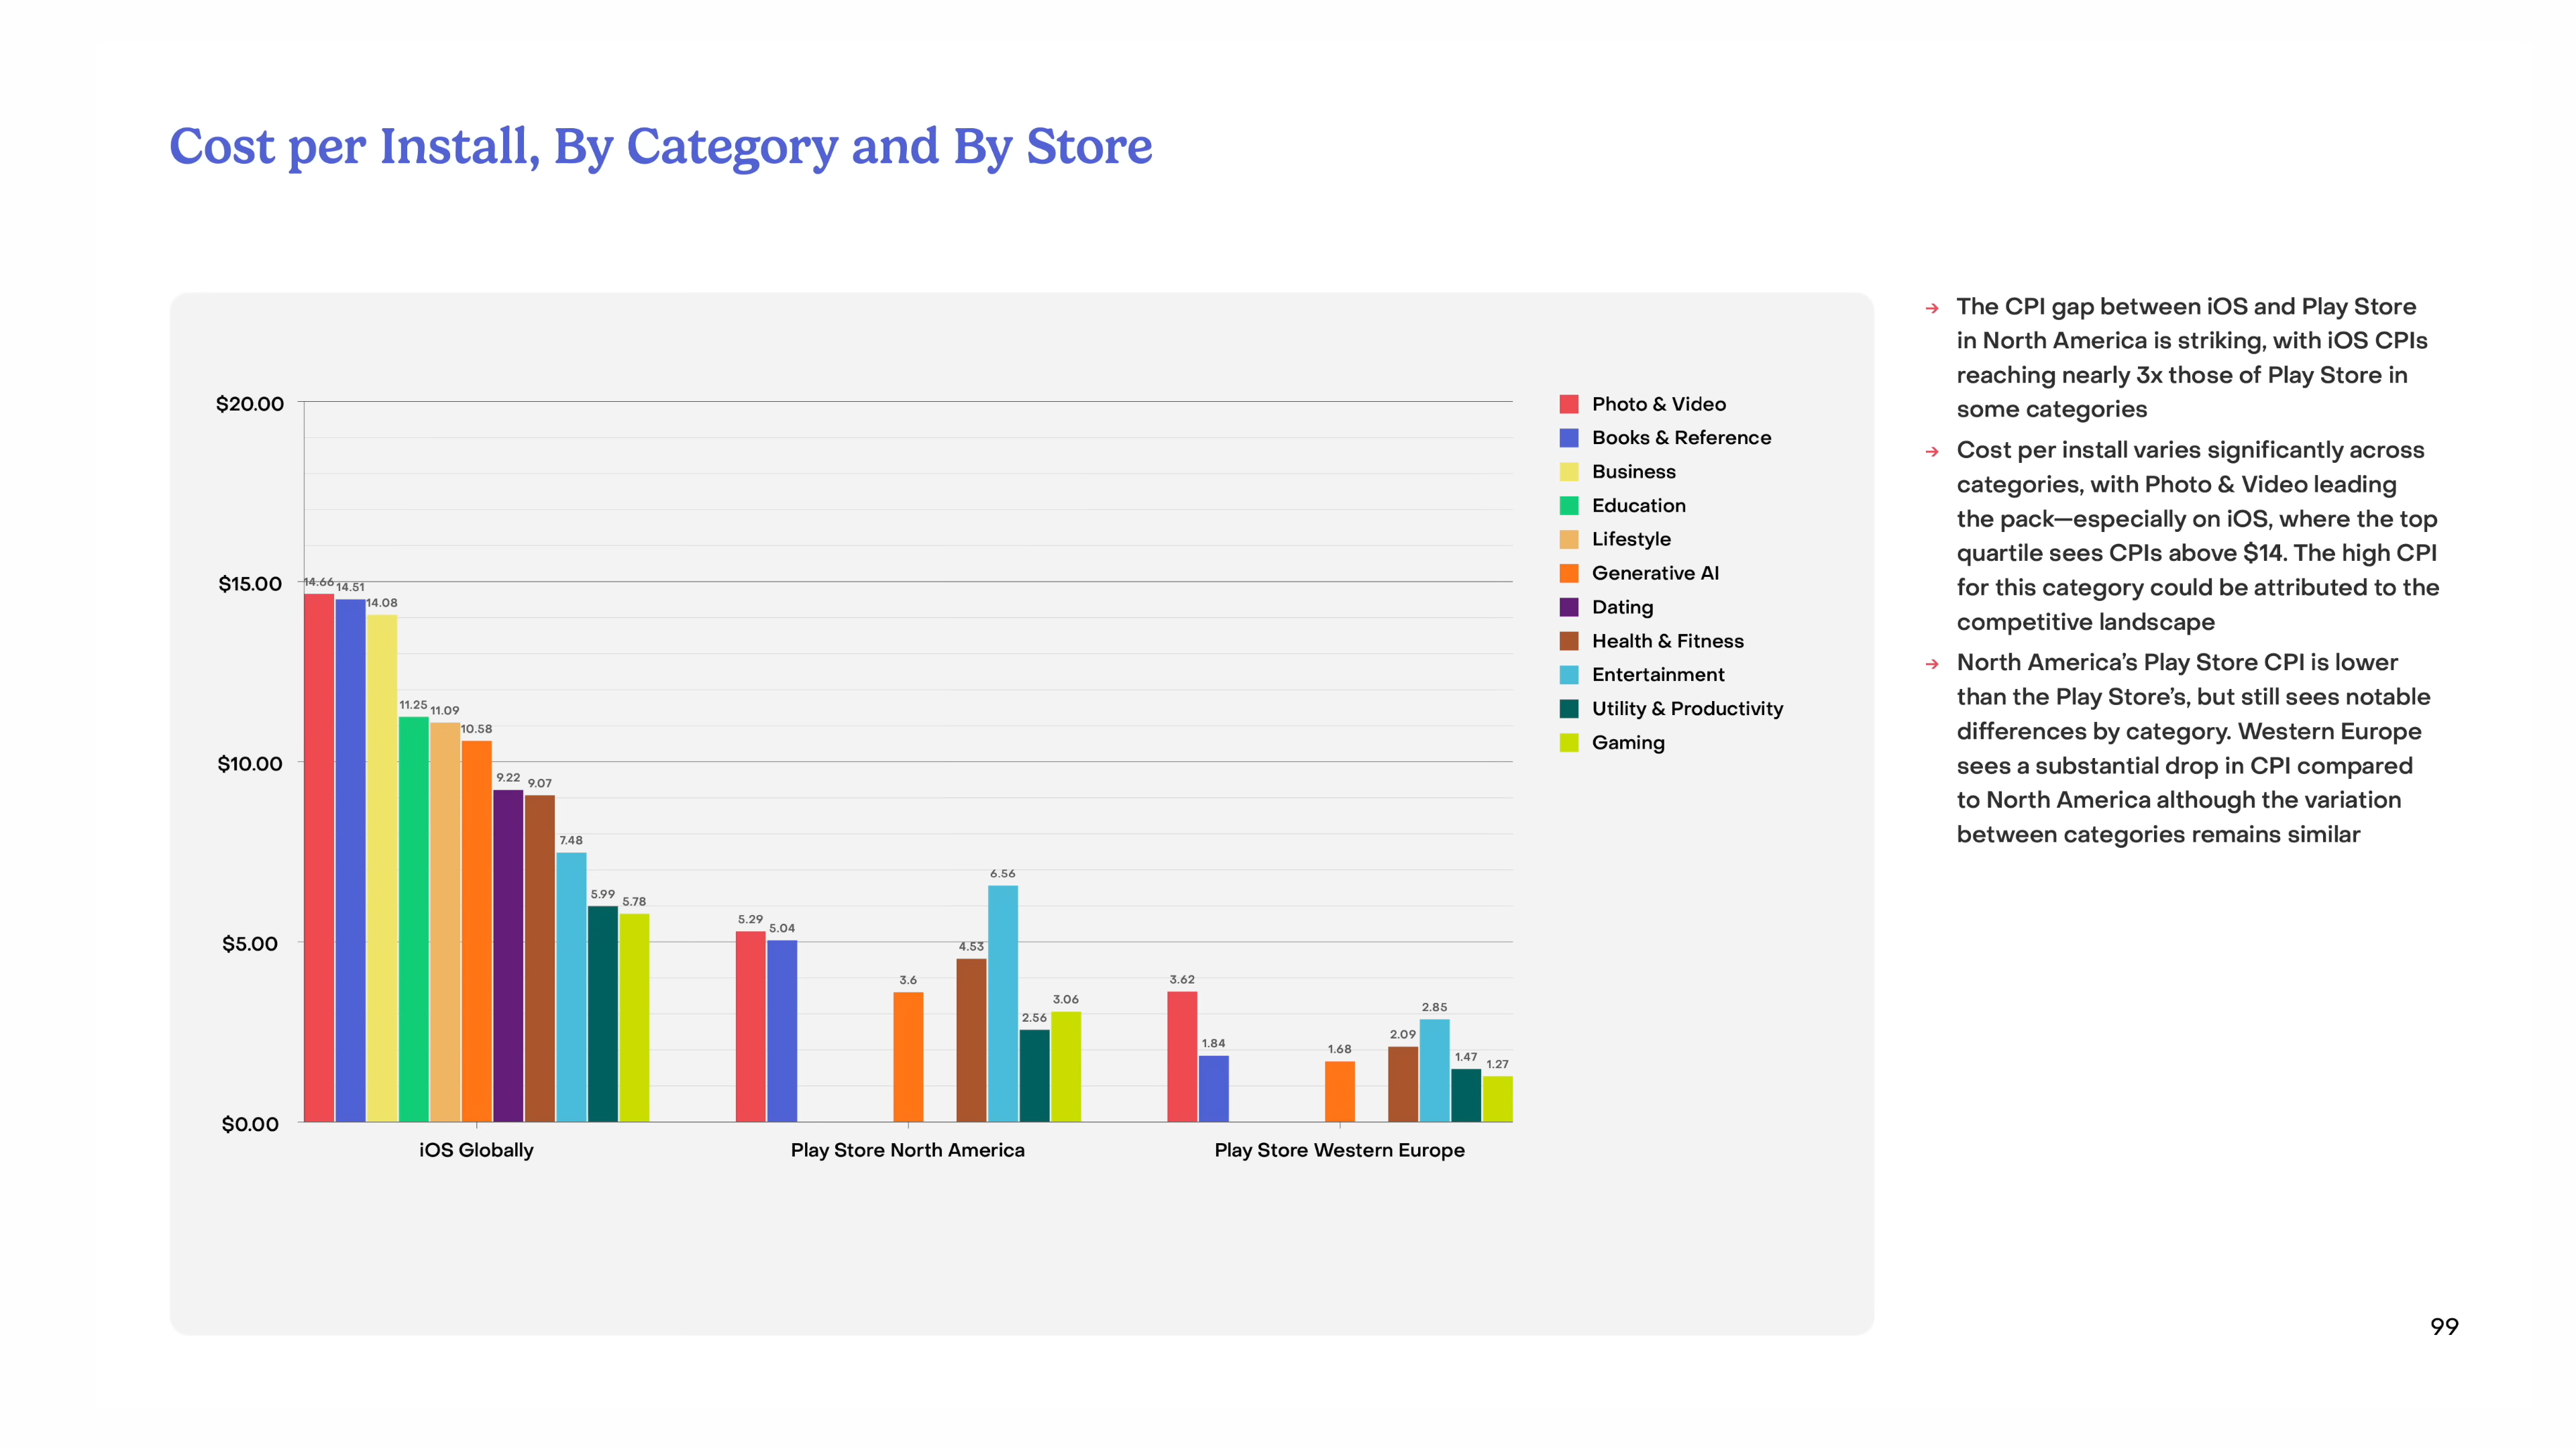 Cost per Install, By Category and By Store
$20.00
$15.00
$10.00
$5.00
$0.00
14.66
14.51
14.08
11.25
11.09
10.58
9.22
9.07
7.48
5.99
5.78
5.29
5.04
3.6
4.53
6.56
2.56
3.06
3.62
1.84
1.68
2.09
2.85
1.47
1.27
iOS Globally
Play Store North America
Play Store Western Europe
Photo & Video
Books & Reference
Business
Education
Lifestyle
Generative AI
Dating
Health & Fitness
Entertainment
Utility & Productivity
Gaming
→ The CPI gap between iOS and Play Store
in North America is striking, with iOS CPIs
reaching nearly 3x those of Play Store in
some categories
→ Cost per install varies significantly across
categories, with Photo & Video leading
the pack—especially on iOS, where the top
quartile sees CPIs above $14. The high CPI
for this category could be attributed to the
competitive landscape
→ North America’s Play Store CPI is lower
than the Play Store’s, but still sees notable
differences by category. Western Europe
sees a substantial drop in CPI compared
to North America although the variation
between categories remains similar
99